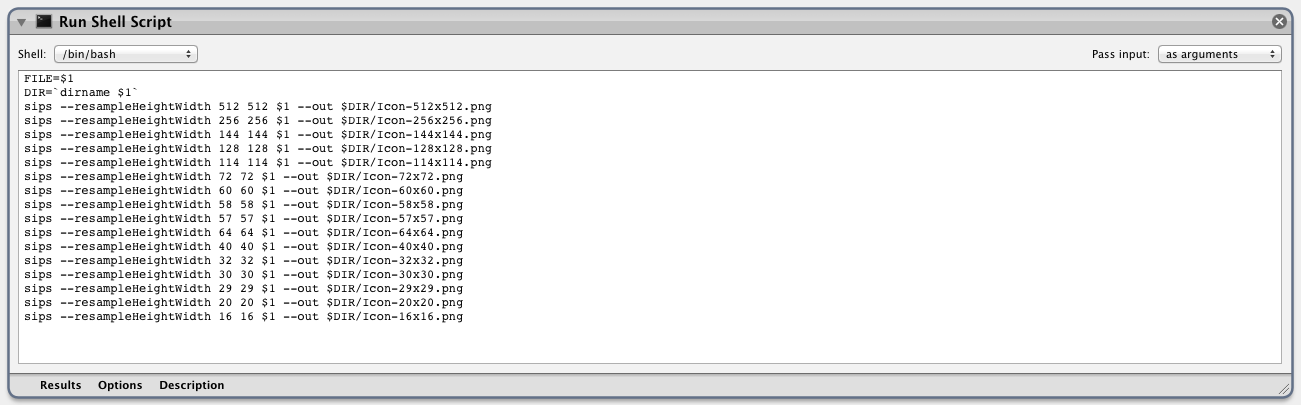 Run Shell Script
Shell: /bin/bash Pass input: as arguments
FILE=$1
DIR=`dirname $1`
sips --resampleHeightWidth 512 512 $1 --out $DIR/Icon-512x512.png
sips --resampleHeightWidth 256 256 $1 --out $DIR/Icon-256x256.png
sips --resampleHeightWidth 144 144 $1 --out $DIR/Icon-144x144.png
sips --resampleHeightWidth 128 128 $1 --out $DIR/Icon-128x128.png
sips --resampleHeightWidth 114 114 $1 --out $DIR/Icon-114x114.png
sips --resampleHeightWidth 72 72 $1 --out $DIR/Icon-72x72.png
sips --resampleHeightWidth 60 60 $1 --out $DIR/Icon-60x60.png
sips --resampleHeightWidth 58 58 $1 --out $DIR/Icon-58x58.png
sips --resampleHeightWidth 57 57 $1 --out $DIR/Icon-57x57.png
sips --resampleHeightWidth 64 64 $1 --out $DIR/Icon-64x64.png
sips --resampleHeightWidth 40 40 $1 --out $DIR/Icon-40x40.png
sips --resampleHeightWidth 32 32 $1 --out $DIR/Icon-32x32.png
sips --resampleHeightWidth 30 30 $1 --out $DIR/Icon-30x30.png
sips --resampleHeightWidth 29 29 $1 --out $DIR/Icon-29x29.png
sips --resampleHeightWidth 20 20 $1 --out $DIR/Icon-20x20.png
sips --resampleHeightWidth 16 16 $1 --out $DIR/Icon-16x16.png
Results Options Description